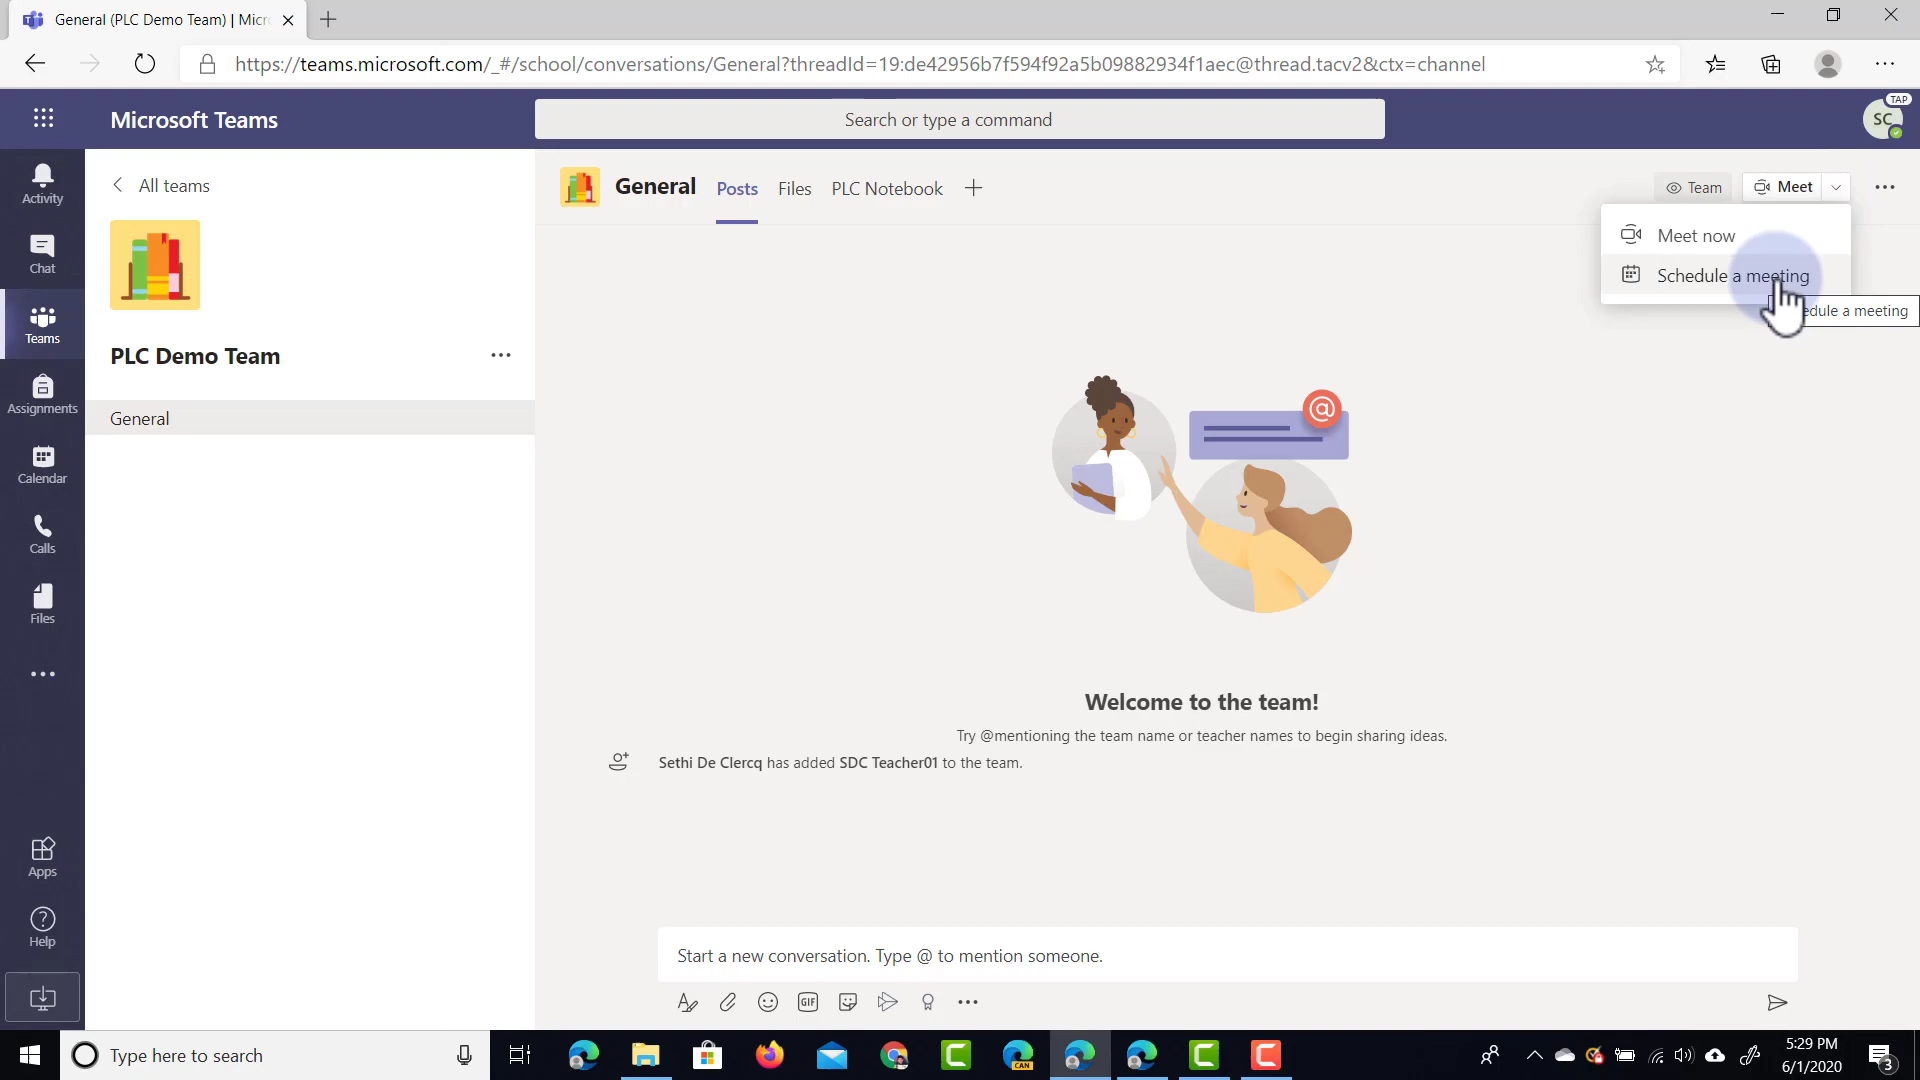 General (PLC Demo Team) | Micr
https://teams.microsoft.com/_#/school/conversations/General?threadId=19:de42956b7f594f92a5b09882934f1aec@thread.tacv2&ctx=channel
Microsoft Teams
Search or type a command
TAP
SC
Activity
Chat
Teams
Assignments
Calendar
Calls
Files
Apps
Help
All teams
PLC Demo Team
General
General
Posts
Files
PLC Notebook
Team
Meet
Meet now
Schedule a meeting
edule a meeting
@
Welcome to the team!
Try @mentioning the team name or teacher names to begin sharing ideas.
Sethi De Clercq has added SDC Teacher01 to the team.
Start a new conversation. Type @ to mention someone.
GIF
Type here to search
CAN
5:29 PM
6/1/2020
3